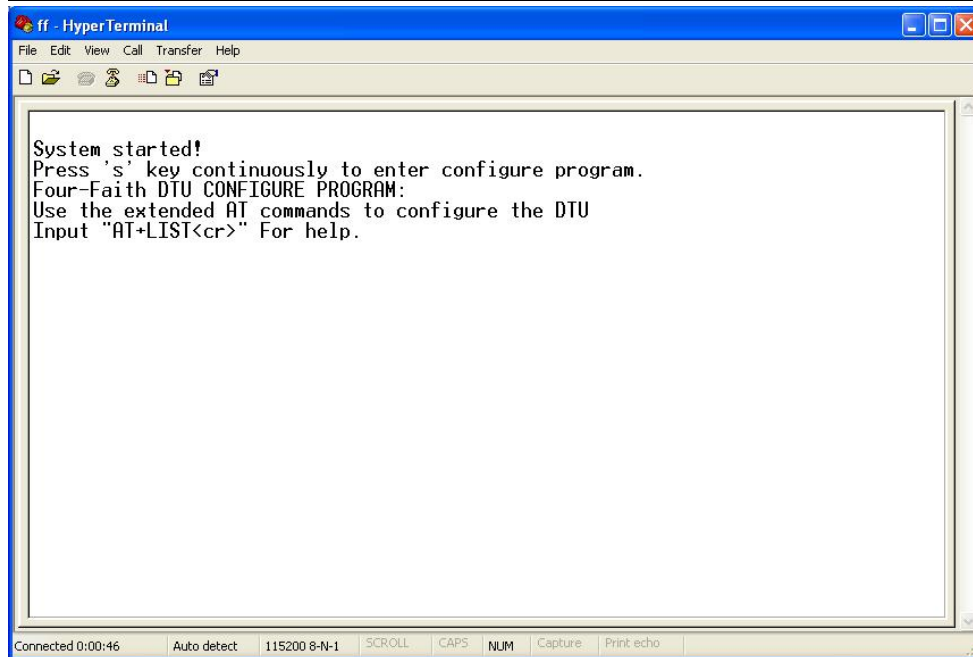 ff - HyperTerminal
File Edit View Call Transfer Help
System started!
Press 's' key continuously to enter configure program.
Four-Faith DTU CONFIGURE PROGRAM:
Use the extended AT commands to configure the DTU
Input "AT+LIST<cr>" For help.
Connected 0:00:46 Auto detect 115200 8-N-1 SCROLL CAPS NUM Capture Print echo